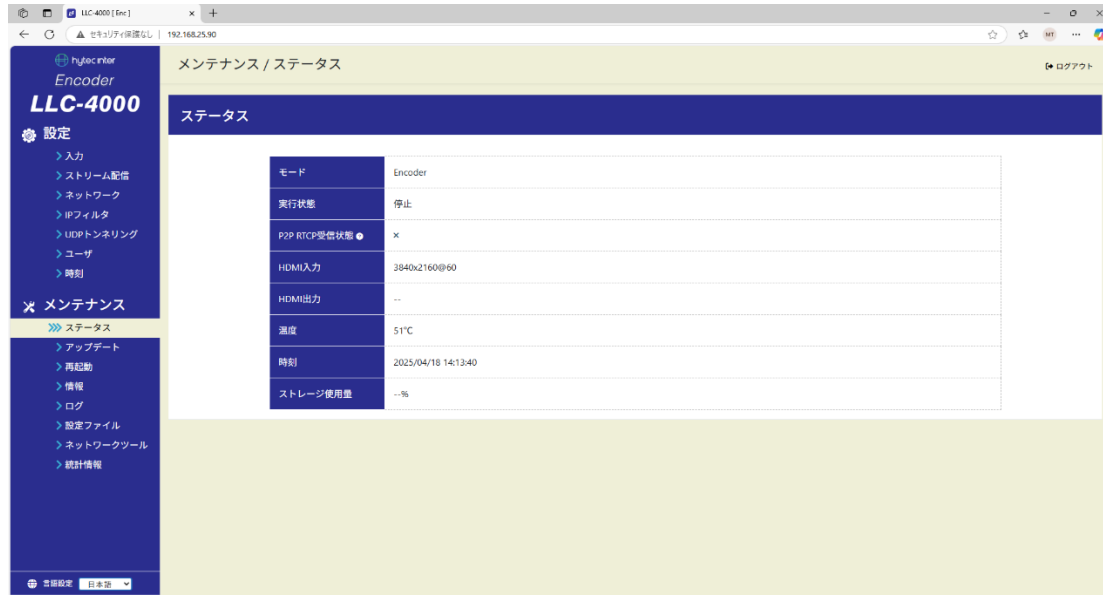 LLC-4000 [ Enc ]
セキュリティ保護なし | 192.168.25.90
MT
hytec inter
Encoder
LLC-4000
設定
入力
ストリーム配信
ネットワーク
IPフィルタ
UDPトンネリング
ユーザ
時刻
メンテナンス
ステータス
アップデート
再起動
情報
ログ
設定ファイル
ネットワークツール
統計情報
言語設定 日本語
メンテナンス / ステータス
ログアウト
ステータス
モード Encoder
実行状態 停止
P2P RTCP受信状態 ×
HDMI入力 3840x2160@60
HDMI出力 --
温度 51℃
時刻 2025/04/18 14:13:40
ストレージ使用量 --%